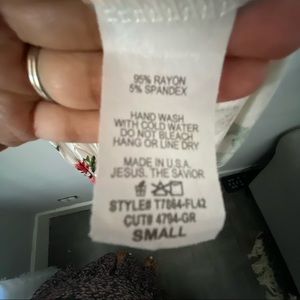 95% RAYON
5% SPANDEX
HAND WASH
WITH COLD WATER
DO NOT BLEACH
HANG OR LINE DRY
MADE IN U.S.A.
JESUS. THE SAVIOR
STYLE# T7064-FL42
CUT# 4794-GR
SMALL